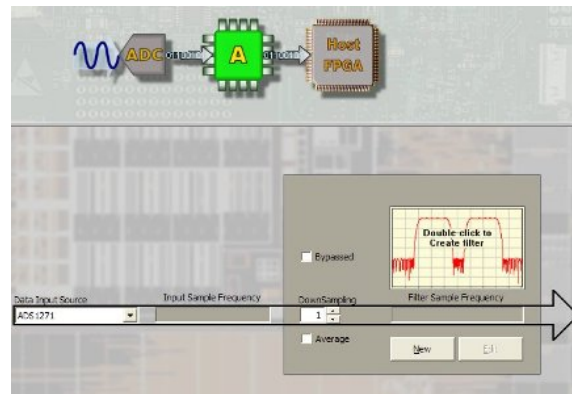 ADC
A
Host
FPGA
Double-click to
Create filter
Bypassed
Data Input Source
Input Sample Frequency
DownSampling
Filter Sample Frequency
ADS1271
1
Average
New
Edit